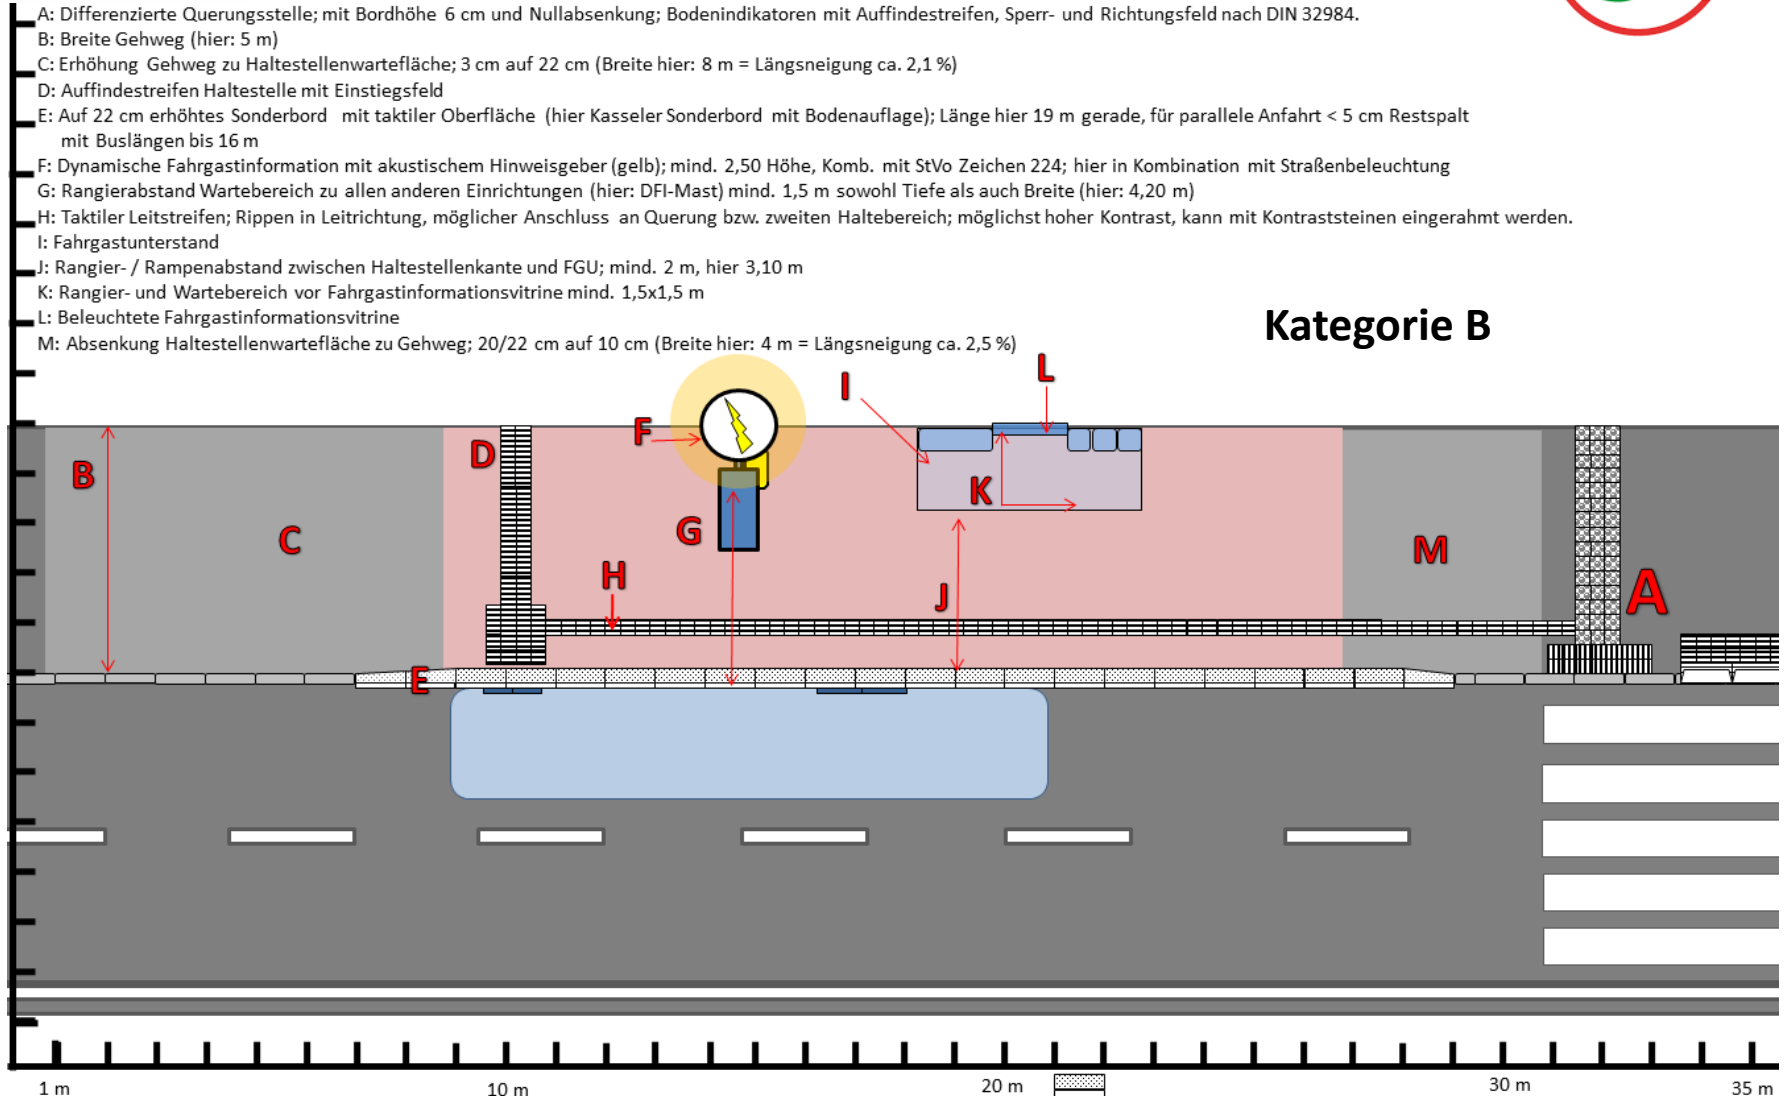 A: Differenzierte Querungsstelle; mit Bordhöhe 6 cm und Nullabsenkung; Bodenindikatoren mit Auffindestreifen, Sperr- und Richtungsfeld nach DIN 32984.
B: Breite Gehweg (hier: 5 m)
C: Erhöhung Gehweg zu Haltestellenwartefläche; 3 cm auf 22 cm (Breite hier: 8 m = Längsneigung ca. 2,1 %)
D: Auffindestreifen Haltestelle mit Einstiegsfeld
E: Auf 22 cm erhöhtes Sonderbord mit taktiler Oberfläche (hier Kasseler Sonderbord mit Bodenauflage); Länge hier 19 m gerade, für parallele Anfahrt < 5 cm Restspalt
mit Buslängen bis 16 m
F: Dynamische Fahrgastinformation mit akustischem Hinweisgeber (gelb); mind. 2,50 Höhe, Komb. mit StVo Zeichen 224; hier in Kombination mit Straßenbeleuchtung
G: Rangierabstand Wartebereich zu allen anderen Einrichtungen (hier: DFI-Mast) mind. 1,5 m sowohl Tiefe als auch Breite (hier: 4,20 m)
H: Taktiler Leitstreifen; Rippen in Leitrichtung, möglicher Anschluss an Querung bzw. zweiten Haltebereich; möglichst hoher Kontrast, kann mit Kontraststeinen eingerahmt werden.
I: Fahrgastunterstand
J: Rangier- / Rampenabstand zwischen Haltestellenkante und FGU; mind. 2 m, hier 3,10 m
K: Rangier- und Wartebereich vor Fahrgastinformationsvitrine mind. 1,5x1,5 m
L: Beleuchtete Fahrgastinformationsvitrine
M: Absenkung Haltestellenwartefläche zu Gehweg; 20/22 cm auf 10 cm (Breite hier: 4 m = Längsneigung ca. 2,5 %)
Kategorie B
I
L
F
D
B
K
G
C
M
H
J
A
E
1 m
10 m
20 m
30 m
35 m